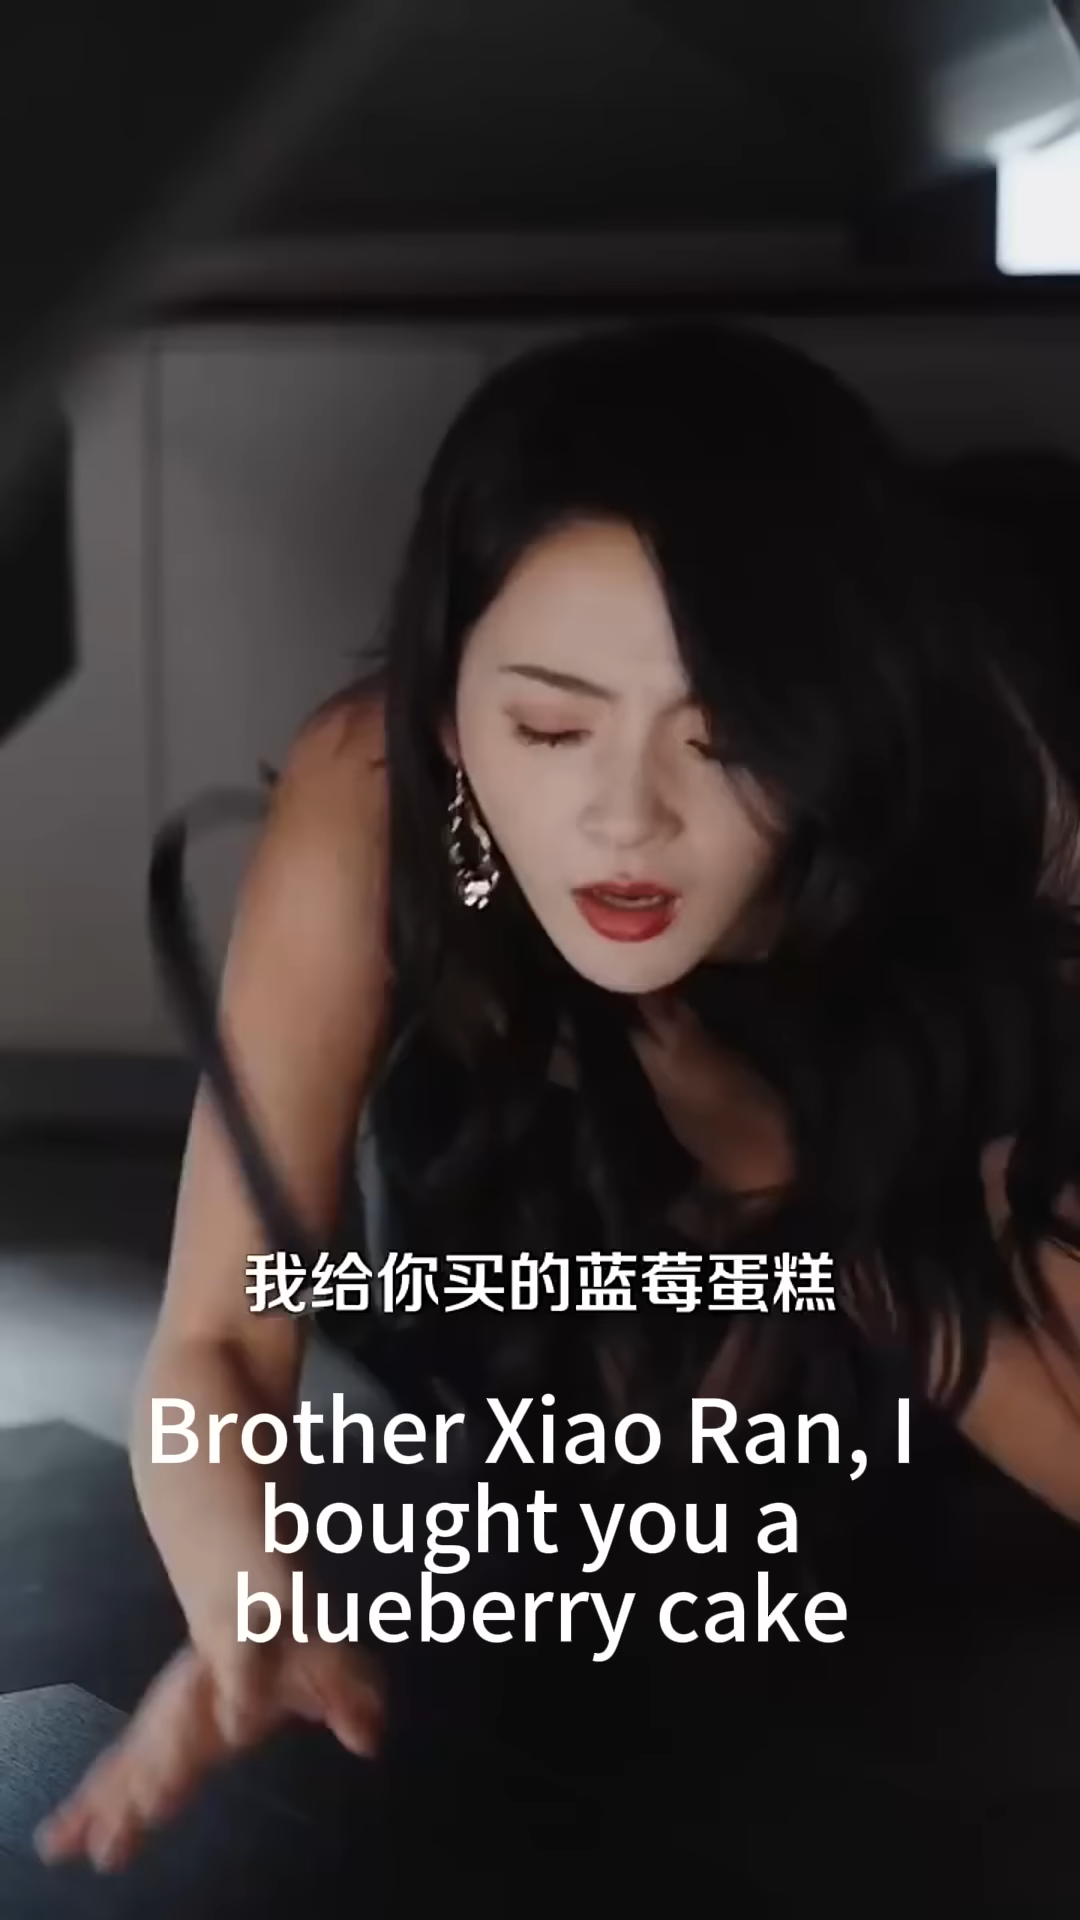 我给你买的蓝莓蛋糕
Brother Xiao Ran, I
bought you a
blueberry cake